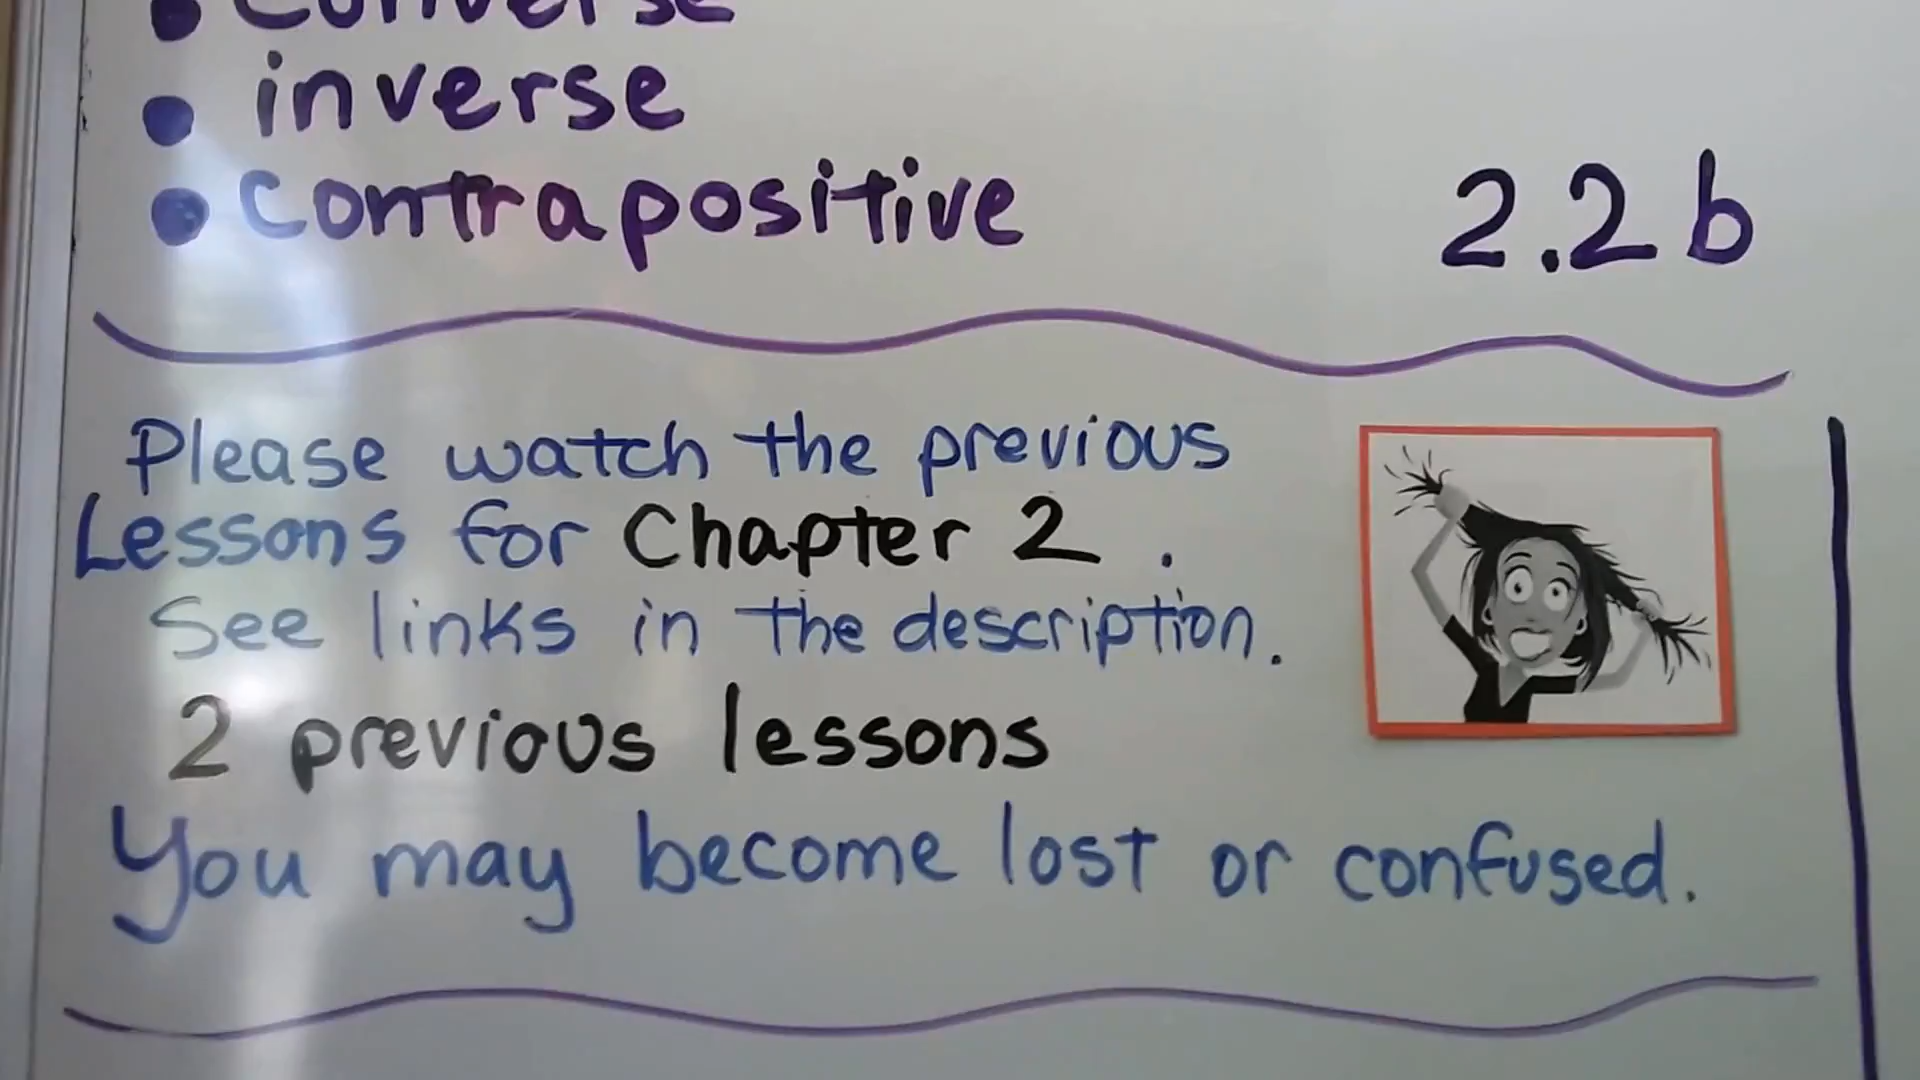 • Converse
• inverse
• Contrapositive
2.2b
Please watch the previous
Lessons for Chapter 2.
See links in the description.
2 previous lessons
You may become lost or confused.